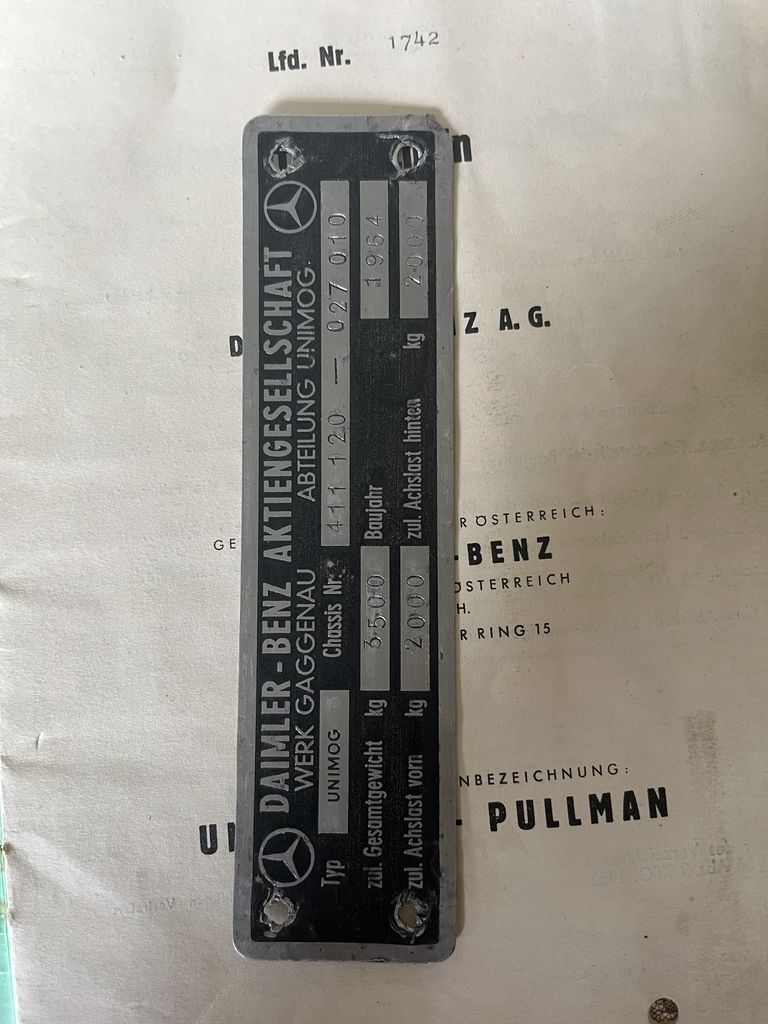 Lfd. Nr. 1742
Z A. G.
R ÖSTERREICH:
-BENZ
ÖSTERREICH
H.
R RING 15
NBEZEICHNUNG:
- PULLMAN
DAIMLER-BENZ AKTIENGESELLSCHAFT
WERK GAGGENAU ABTEILUNG UNIMOG
Typ UNIMOG Chassis Nr. 411 120 — 027 010
zul. Gesamtgewicht kg 3500 Baujahr 1964
zul. Achslast vorn kg 2000 zul. Achslast hinten kg 2000